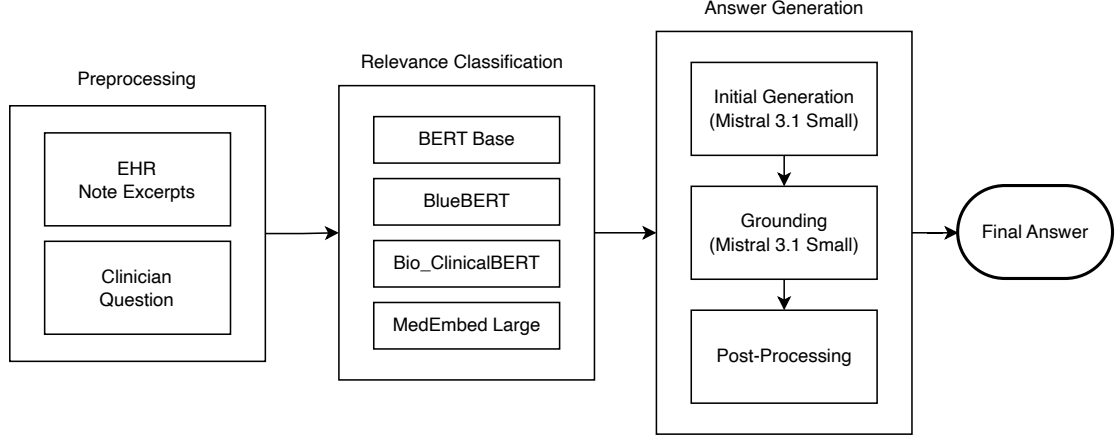 Preprocessing
EHR
Note Excerpts
Clinician
Question
Relevance Classification
BERT Base
BlueBERT
Bio_ClinicalBERT
MedEmbed Large
Answer Generation
Initial Generation
(Mistral 3.1 Small)
Grounding
(Mistral 3.1 Small)
Post-Processing
Final Answer